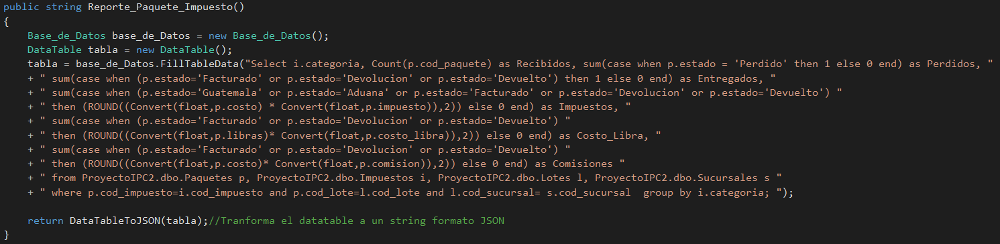 public string Reporte_Paquete_Impuesto()
{
    Base_de_Datos base_de_Datos = new Base_de_Datos();
    DataTable tabla = new DataTable();
    tabla = base_de_Datos.FillTableData("Select i.categoria, Count(p.cod_paquete) as Recibidos, sum(case when p.estado = 'Perdido' then 1 else 0 end) as Perdidos, "
    + " sum(case when (p.estado='Facturado' or p.estado='Devolucion' or p.estado='Devuelto') then 1 else 0 end) as Entregados, "
    + " sum(case when (p.estado='Guatemala' or p.estado='Aduana' or p.estado='Facturado' or p.estado='Devolucion' or p.estado='Devuelto') "
    + " then (ROUND((Convert(float,p.costo) * Convert(float,p.impuesto)),2)) else 0 end) as Impuestos, "
    + " sum(case when (p.estado='Facturado' or p.estado='Devolucion' or p.estado='Devuelto') "
    + " then (ROUND((Convert(float,p.libras)* Convert(float,p.costo_libra)),2)) else 0 end) as Costo_Libra, "
    + " sum(case when (p.estado='Facturado' or p.estado='Devolucion' or p.estado='Devuelto') "
    + " then (ROUND((Convert(float,p.costo)* Convert(float,p.comision)),2)) else 0 end) as Comisiones "
    + " from ProyectoIPC2.dbo.Paquetes p, ProyectoIPC2.dbo.Impuestos i, ProyectoIPC2.dbo.Lotes l, ProyectoIPC2.dbo.Sucursales s "
    + " where p.cod_impuesto=i.cod_impuesto and p.cod_lote=l.cod_lote and l.cod_sucursal= s.cod_sucursal  group by i.categoria; ");
    return DataTableToJSON(tabla);//Tranforma el datatable a un string formato JSON
}